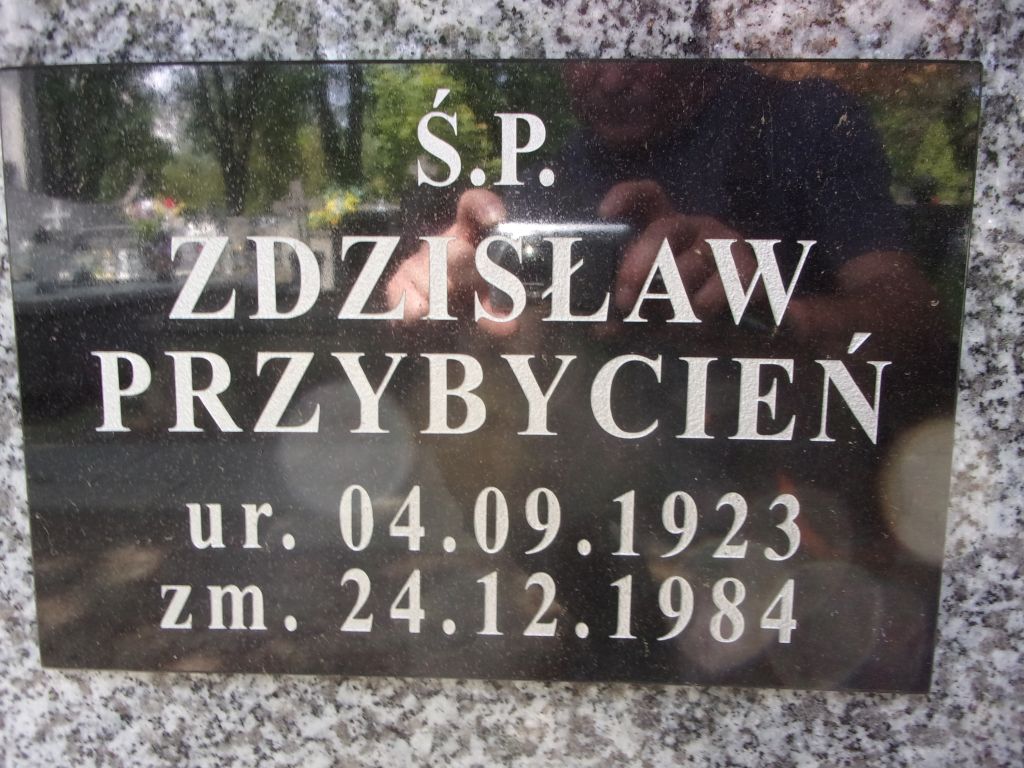 Ś.P.
ZDZISŁAW
PRZYBYCIEŃ
ur. 04.09.1923
zm. 24.12.1984